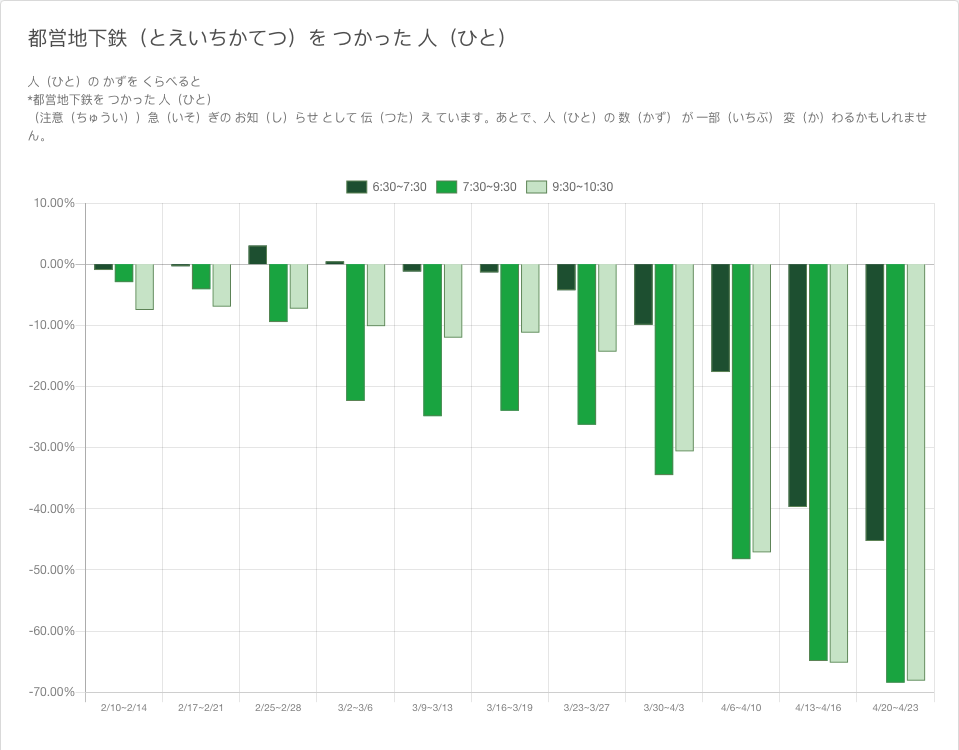 都営地下鉄（とえいちかてつ）を つかった 人（ひと）
人（ひと）の かずを くらべると
*都営地下鉄を つかった 人（ひと）
（注意（ちゅうい））急（いそ）ぎの お知（し）らせ として 伝（つた）え ています。あとで、人（ひと）の 数（かず） が 一部（いちぶ） 変（か）わるかもしれませ
ん。
6:30~7:30 7:30~9:30 9:30~10:30
10.00%
0.00%
-10.00%
-20.00%
-30.00%
-40.00%
-50.00%
-60.00%
-70.00%
2/10~2/14 2/17~2/21 2/25~2/28 3/2~3/6 3/9~3/13 3/16~3/19 3/23~3/27 3/30~4/3 4/6~4/10 4/13~4/16 4/20~4/23